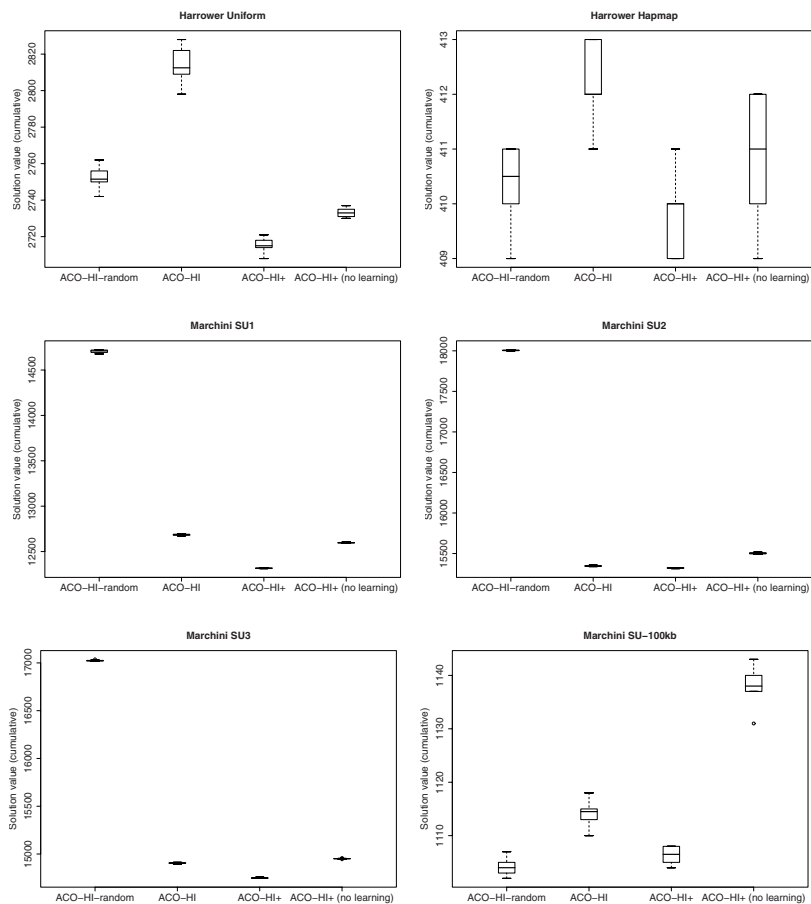 Harrower Uniform
Solution value (cumulative)
2720 2740 2760 2780 2800 2820
ACO−HI−random ACO−HI ACO−HI+ ACO−HI+ (no learning)
Harrower Hapmap
Solution value (cumulative)
409 410 411 412 413
ACO−HI−random ACO−HI ACO−HI+ ACO−HI+ (no learning)
Marchini SU1
Solution value (cumulative)
12500 13000 13500 14000 14500
ACO−HI−random ACO−HI ACO−HI+ ACO−HI+ (no learning)
Marchini SU2
Solution value (cumulative)
15500 16000 16500 17000 17500 18000
ACO−HI−random ACO−HI ACO−HI+ ACO−HI+ (no learning)
Marchini SU3
Solution value (cumulative)
15000 15500 16000 16500 17000
ACO−HI−random ACO−HI ACO−HI+ ACO−HI+ (no learning)
Marchini SU−100kb
Solution value (cumulative)
1110 1120 1130 1140
ACO−HI−random ACO−HI ACO−HI+ ACO−HI+ (no learning)